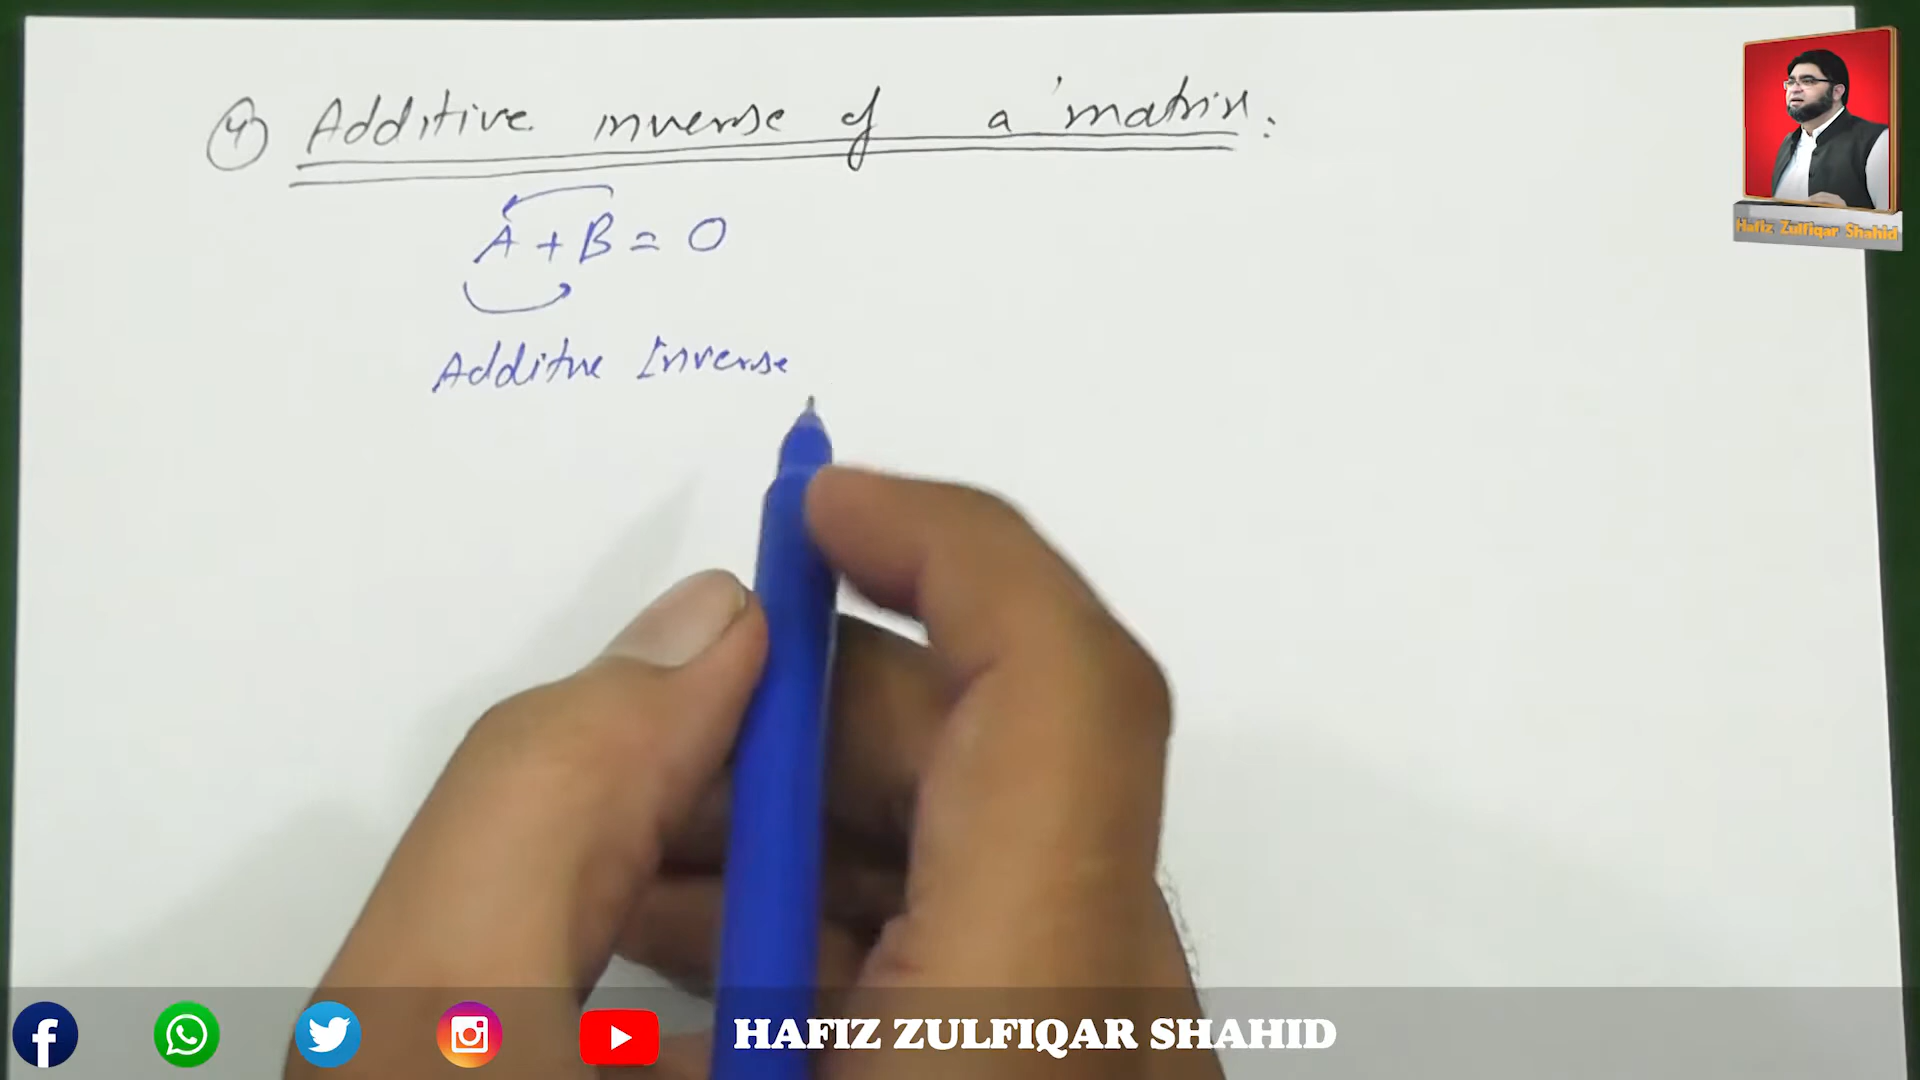 ④ Additive inverse of a matrix:
A + B = 0
Additive Inverse
Hafiz Zulfiqar Shahid
HAFIZ ZULFIQAR SHAHID